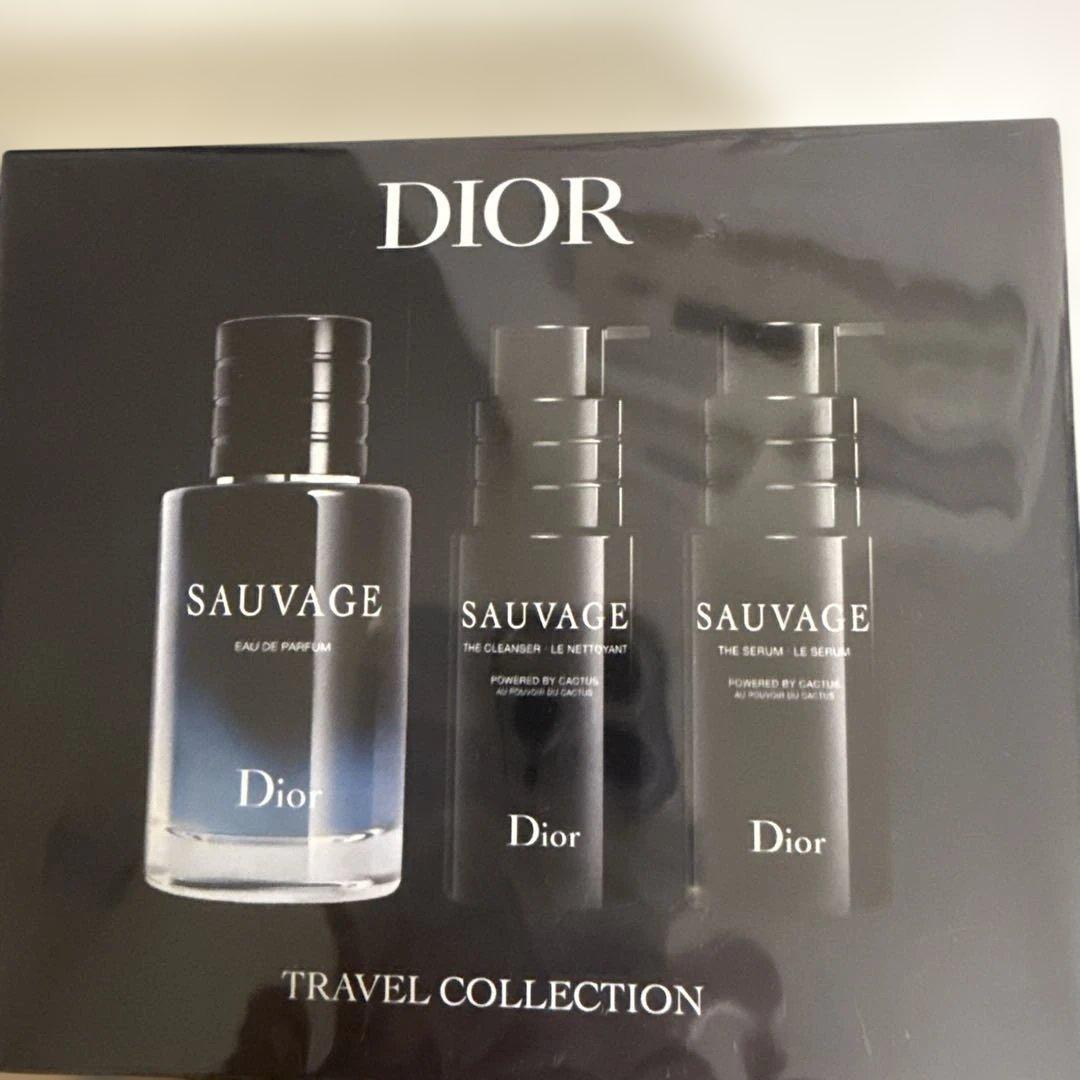 DIOR
SAUVAGE
EAU DE PARFUM
Dior
SAUVAGE
THE CLEANSER · LE NETTOYANT
POWERED BY CACTUS
AU POUVOIR DU CACTUS
Dior
SAUVAGE
THE SERUM · LE SERUM
POWERED BY CACTUS
AU POUVOIR DU CACTUS
Dior
TRAVEL COLLECTION